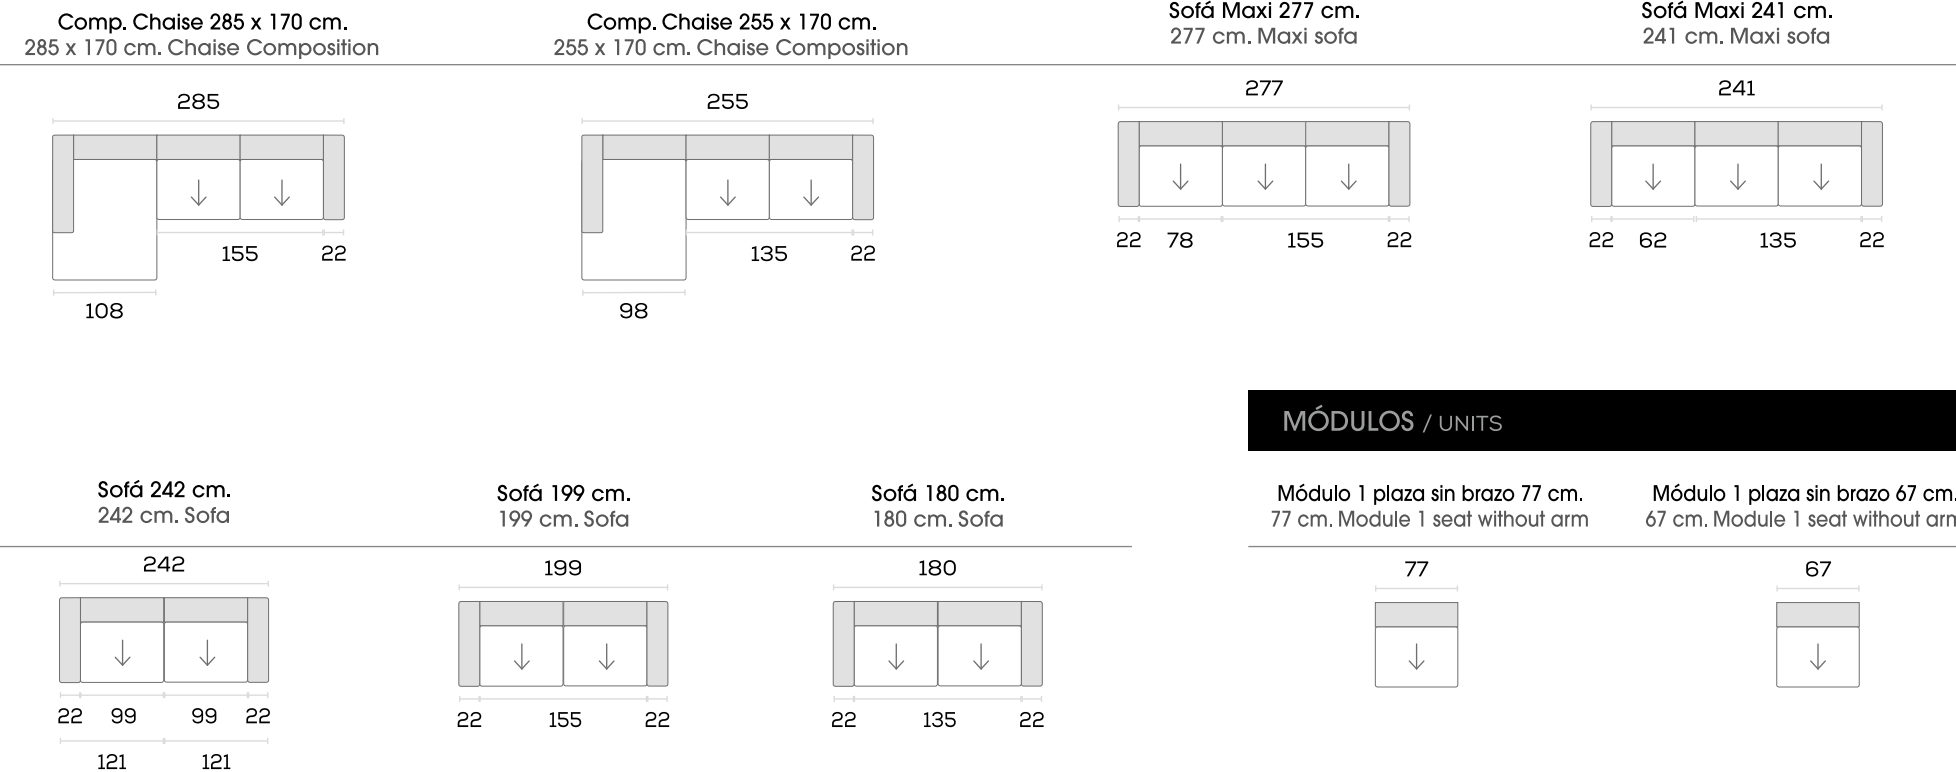 Comp. Chaise 285 x 170 cm.
285 x 170 cm. Chaise Composition
285
155
22
108
Comp. Chaise 255 x 170 cm.
255 x 170 cm. Chaise Composition
255
135
22
98
Sofá Maxi 277 cm.
277 cm. Maxi sofa
277
22 78 155 22
Sofá Maxi 241 cm.
241 cm. Maxi sofa
241
22 62 135 22
Sofá 242 cm.
242 cm. Sofa
242
22 99 99 22
121 121
Sofá 199 cm.
199 cm. Sofa
199
22 155 22
Sofá 180 cm.
180 cm. Sofa
180
22 135 22
MÓDULOS / UNITS
Módulo 1 plaza sin brazo 77 cm.
77 cm. Module 1 seat without arm
77
Módulo 1 plaza sin brazo 67 cm.
67 cm. Module 1 seat without arm
67